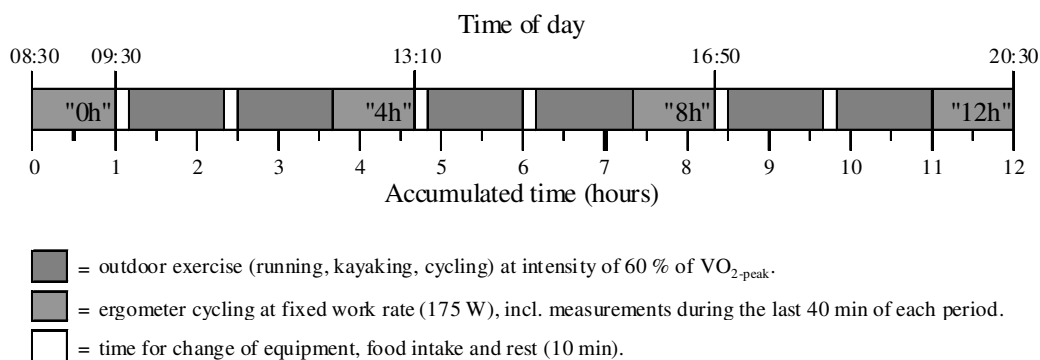 Time of day
08:30 09:30 13:10 16:50 20:30
"0h" "4h" "8h" "12h"
0 1 2 3 4 5 6 7 8 9 10 11 12
Accumulated time (hours)
= outdoor exercise (running, kayaking, cycling) at intensity of 60 % of VO2-peak.
= ergometer cycling at fixed work rate (175 W), incl. measurements during the last 40 min of each period.
= time for change of equipment, food intake and rest (10 min).